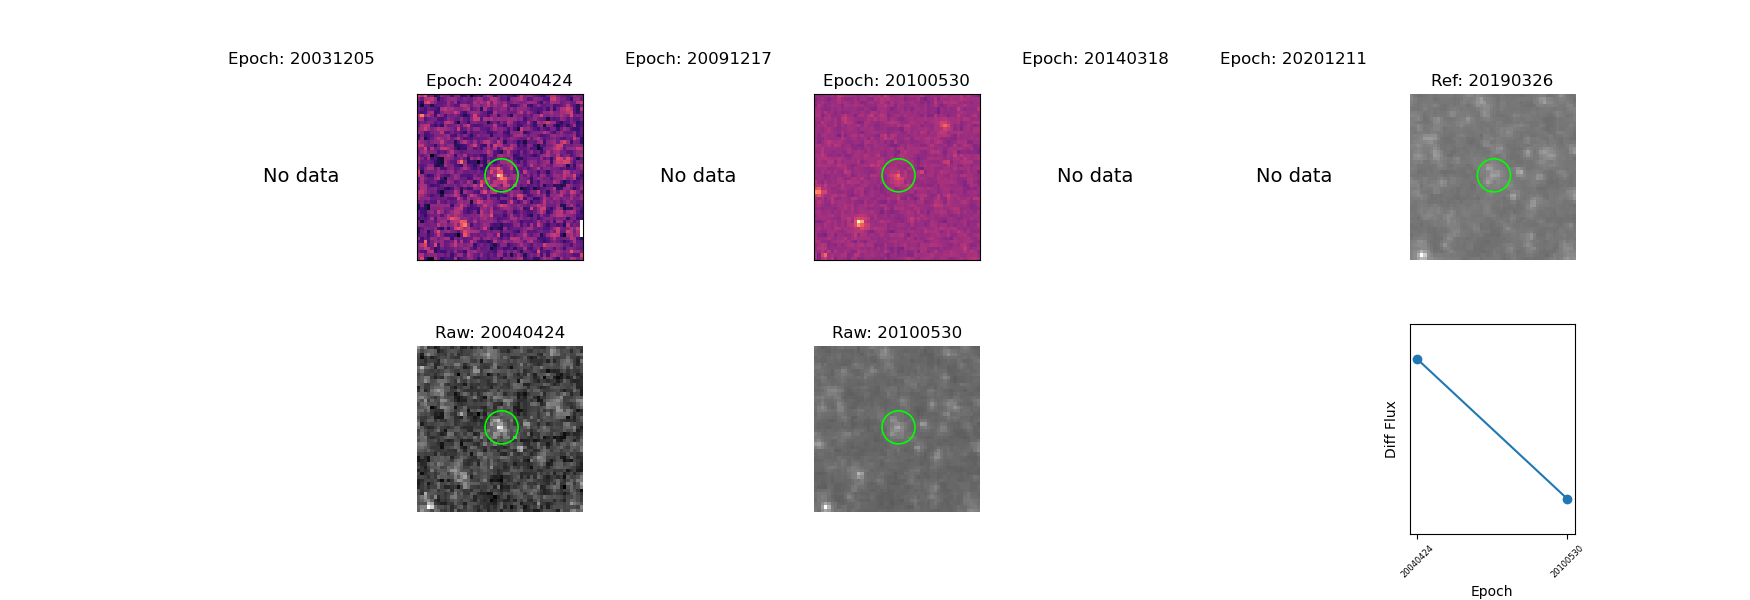 Epoch: 20031205
Epoch: 20040424
Epoch: 20091217
Epoch: 20100530
Epoch: 20140318
Epoch: 20201211
Ref: 20190326
No data
No data
No data
No data
Raw: 20040424
Raw: 20100530
Diff Flux
20040424
20100530
Epoch